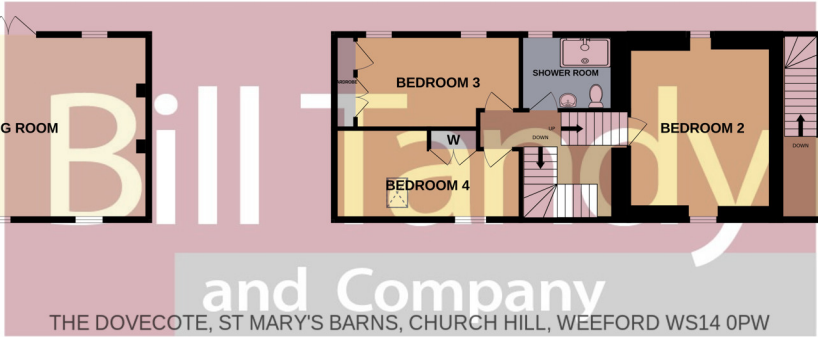 G ROOM
WARDROBE
BEDROOM 3
SHOWER ROOM
BEDROOM 2
W
UP
DOWN
BEDROOM 4
DOWN
Bill Tandy
and Company
THE DOVECOTE, ST MARY'S BARNS, CHURCH HILL, WEEFORD WS14 0PW